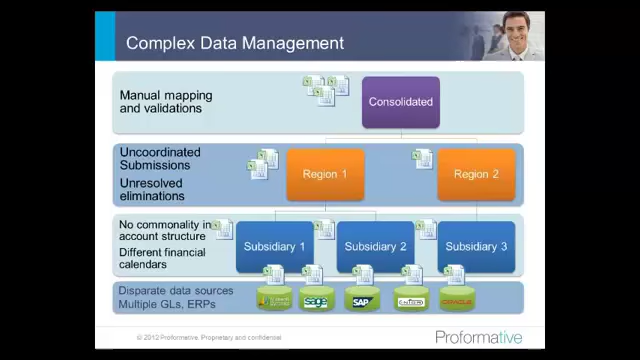 Complex Data Management
Manual mapping
and validations
Consolidated
Uncoordinated
Submissions
Unresolved
eliminations
Region 1
Region 2
No commonality in
account structure
Different financial
calendars
Subsidiary 1
Subsidiary 2
Subsidiary 3
Disparate data sources
Multiple GLs, ERPs
sage
SAP
ORACLE
© 2013 Proformative, Proprietary and confidential
Proformative